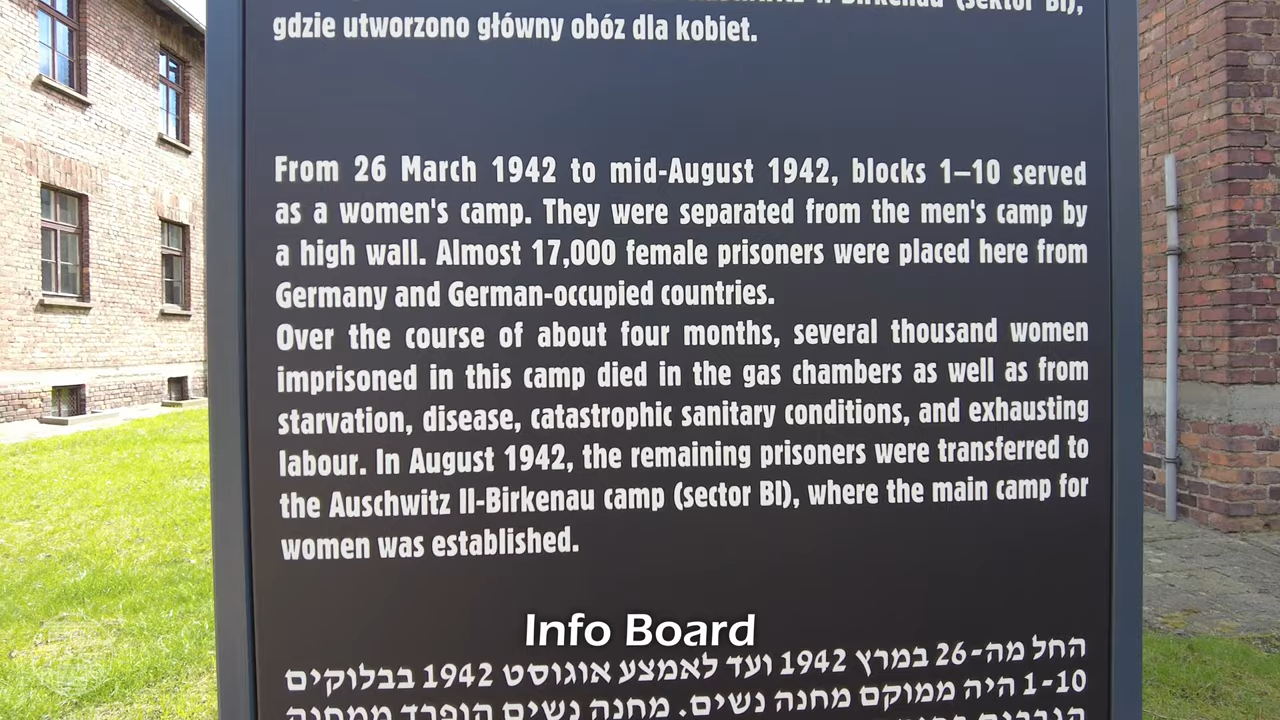 II-Birkenau (sektor BI),
gdzie utworzono główny obóz dla kobiet.
From 26 March 1942 to mid-August 1942, blocks 1–10 served
as a women's camp. They were separated from the men's camp by
a high wall. Almost 17,000 female prisoners were placed here from
Germany and German-occupied countries.
Over the course of about four months, several thousand women
imprisoned in this camp died in the gas chambers as well as from
starvation, disease, catastrophic sanitary conditions, and exhausting
labour. In August 1942, the remaining prisoners were transferred to
the Auschwitz II-Birkenau camp (sector BI), where the main camp for
women was established.
Info Board
החל מה-26 במרץ 1942 ועד לאמצע אוגוסט 1942 בבלוקים
1-10 היה ממוקם מחנה נשים. מחנה נשים הופרד ממחנה